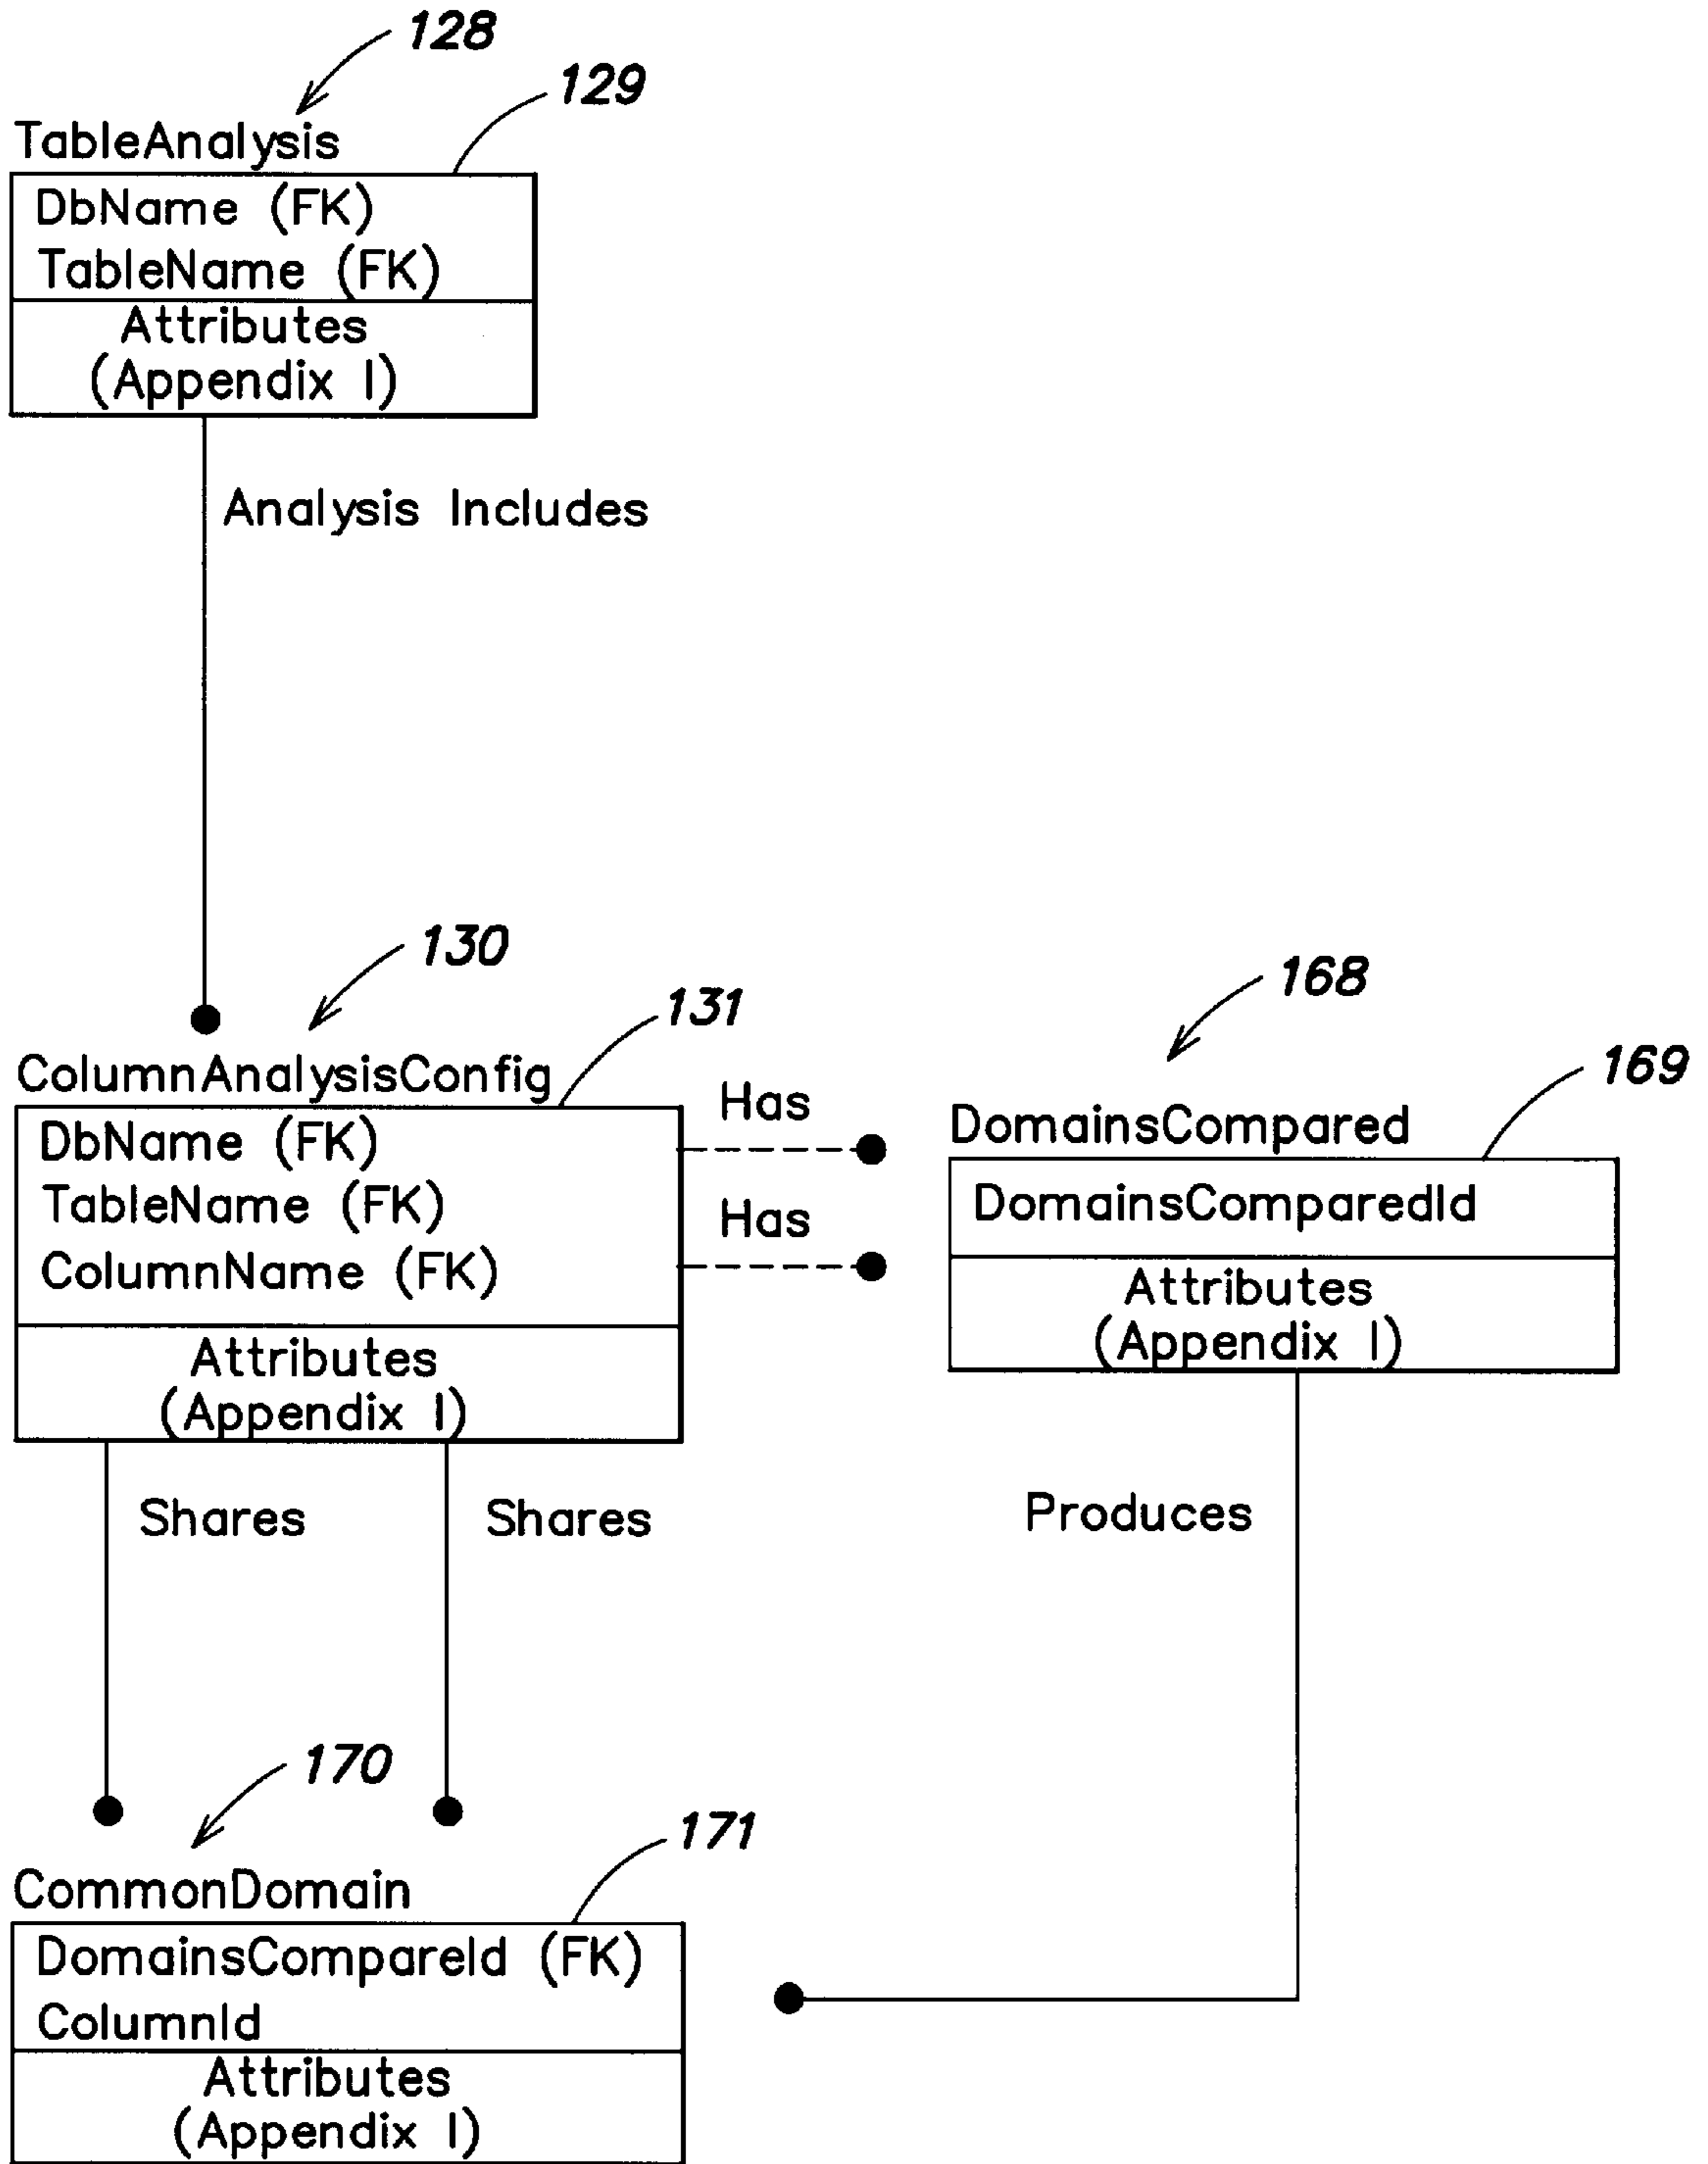 128
129
TableAnalysis
DbName (FK)
TableName (FK)
Attributes
(Appendix I)
Analysis Includes
130
131
ColumnAnalysisConfig
DbName (FK)
TableName (FK)
ColumnName (FK)
Attributes
(Appendix I)
Has
Has
168
169
DomainsCompared
DomainsComparedId
Attributes
(Appendix I)
Shares
Shares
Produces
170
171
CommonDomain
DomainsCompareId (FK)
ColumnId
Attributes
(Appendix I)